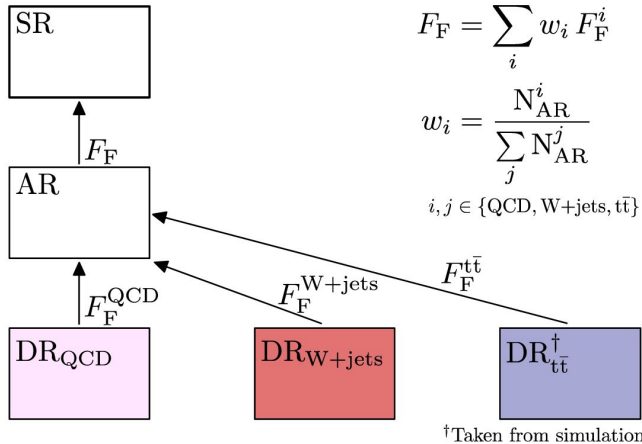 SR
F_F = ∑_i w_i F_F^i
w_i = N_AR^i / ∑_j N_AR^j
i, j ∈ {QCD, W+jets, tt̄}
F_F
AR
F_F^QCD
F_F^W+jets
F_F^tt̄
DR_QCD
DR_W+jets
DR_tt̄^†
†Taken from simulation